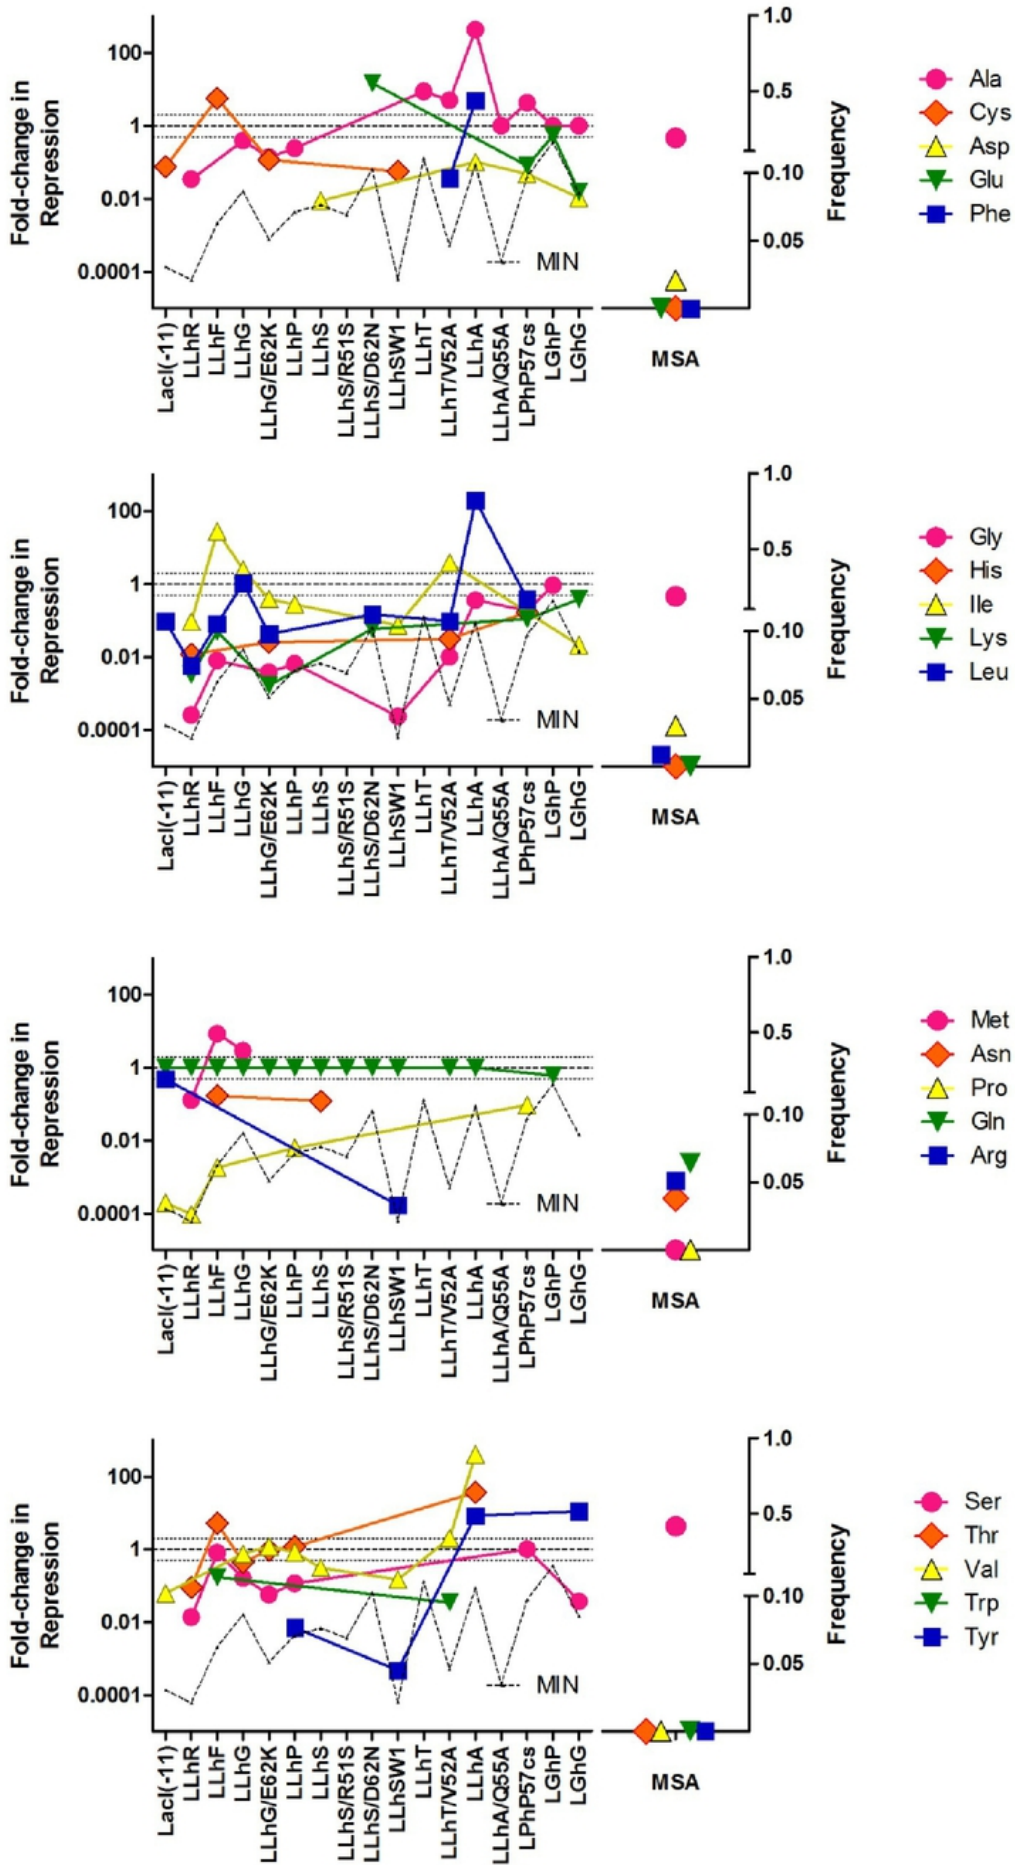 Fold-change in
Repression
100
1
0.01
0.0001
MIN
1.0
0.5
0.10
0.05
Frequency
Ala
Cys
Asp
Glu
Phe
LacI(-11)
LLhR
LLhF
LLhG
LLhG/E62K
LLhP
LLhS
LLhS/R51S
LLhS/D62N
LLhSW1
LLhT
LLhT/V52A
LLhA
LLhA/Q55A
LPhP57cs
LGhP
LGhG
MSA
Fold-change in
Repression
100
1
0.01
0.0001
MIN
1.0
0.5
0.10
0.05
Frequency
Gly
His
Ile
Lys
Leu
LacI(-11)
LLhR
LLhF
LLhG
LLhG/E62K
LLhP
LLhS
LLhS/R51S
LLhS/D62N
LLhSW1
LLhT
LLhT/V52A
LLhA
LLhA/Q55A
LPhP57cs
LGhP
LGhG
MSA
Fold-change in
Repression
100
1
0.01
0.0001
MIN
1.0
0.5
0.10
0.05
Frequency
Met
Asn
Pro
Gln
Arg
LacI(-11)
LLhR
LLhF
LLhG
LLhG/E62K
LLhP
LLhS
LLhS/R51S
LLhS/D62N
LLhSW1
LLhT
LLhT/V52A
LLhA
LLhA/Q55A
LPhP57cs
LGhP
LGhG
MSA
Fold-change in
Repression
100
1
0.01
0.0001
MIN
1.0
0.5
0.10
0.05
Frequency
Ser
Thr
Val
Trp
Tyr
LacI(-11)
LLhR
LLhF
LLhG
LLhG/E62K
LLhP
LLhS
LLhS/R51S
LLhS/D62N
LLhSW1
LLhT
LLhT/V52A
LLhA
LLhA/Q55A
LPhP57cs
LGhP
LGhG
MSA